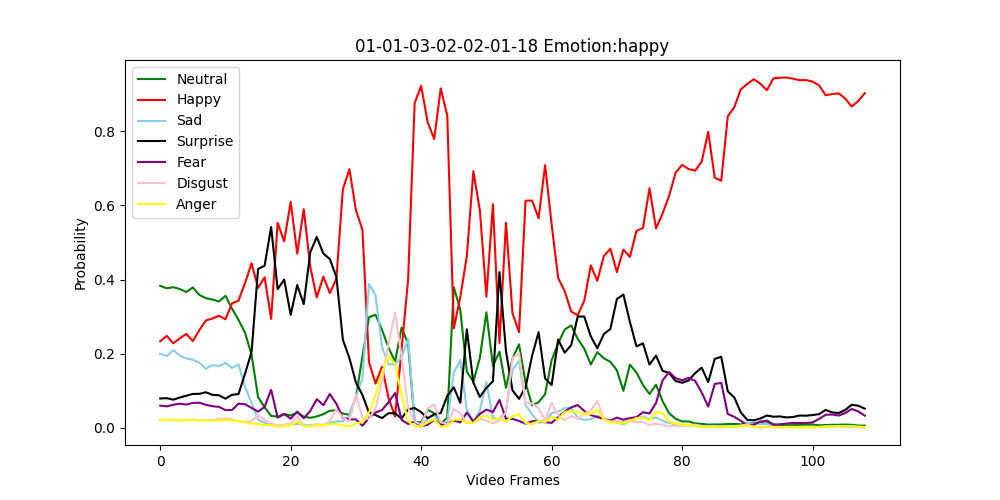 01-01-03-02-02-01-18 Emotion:happy
Neutral
Happy
Sad
Surprise
Fear
Disgust
Anger
Probability
0.8
0.6
0.4
0.2
0.0
0 20 40 60 80 100
Video Frames